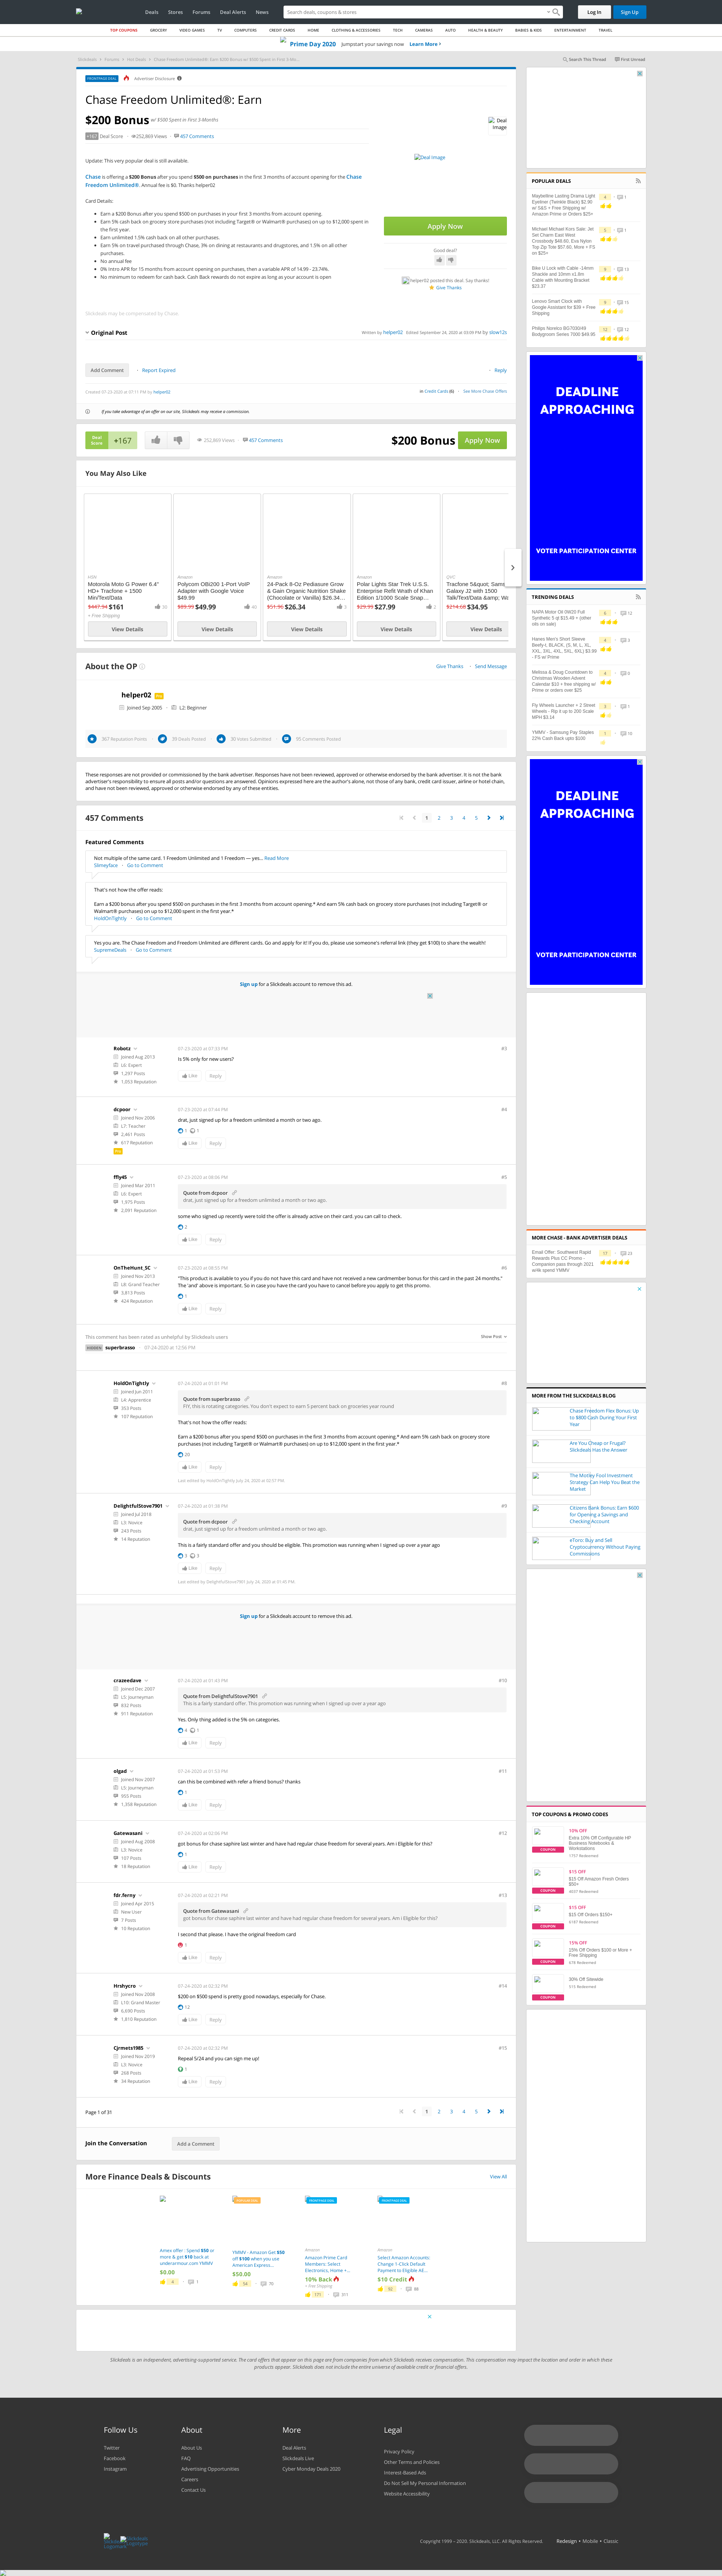 Deals Stores Forums Deal Alerts News
Search deals, coupons & stores
Log In Sign Up
TOP COUPONS GROCERY VIDEO GAMES TV COMPUTERS CREDIT CARDS HOME CLOTHING & ACCESSORIES TECH CAMERAS AUTO HEALTH & BEAUTY BABIES & KIDS ENTERTAINMENT TRAVEL
Prime Day 2020 Jumpstart your savings now Learn More
Search This Thread First Unread
FRONTPAGE DEAL Advertiser Disclosure
Chase Freedom Unlimited®: Earn
$200 Bonus w/ $500 Spent in First 3-Months
+167 Deal Score 252,869 Views 457 Comments
Deal Image
Update: This very popular deal is still available.
Chase is offering a $200 Bonus after you spend $500 on purchases in the first 3 months of account opening for the Chase
Freedom Unlimited®. Annual fee is $0. Thanks helper02
Card Details:
Earn a $200 Bonus after you spend $500 on purchases in your first 3 months from account opening.
Earn 5% cash back on grocery store purchases (not including Target® or Walmart® purchases) on up to $12,000 spent in
the first year.
Earn unlimited 1.5% cash back on all other purchases.
Earn 5% on travel purchased through Chase, 3% on dining at restaurants and drugstores, and 1.5% on all other
purchases.
No annual fee
0% Intro APR for 15 months from account opening on purchases, then a variable APR of 14.99 - 23.74%.
No minimum to redeem for cash back. Cash Back rewards do not expire as long as your account is open
Deal Image
Apply Now
Good deal?
helper02 posted this deal. Say thanks!
Give Thanks
Slickdeals may be compensated by Chase.
Original Post
Written by helper02 Edited September 24, 2020 at 03:09 PM by slow12s
Add Comment Report Expired Reply
Created 07-23-2020 at 07:11 PM by helper02
Credit Cards (6) See More Chase Offers
If you take advantage of an offer on our site, Slickdeals may receive a commission.
Deal Score +167 252,869 Views 457 Comments $200 Bonus Apply Now
You May Also Like
HSN
Motorola Moto G Power 6.4"
HD+ Tracfone + 1500
Min/Text/Data
$447.94 $161
+ Free Shipping
View Details
Amazon
Polycom OBi200 1-Port VoIP
Adapter with Google Voice
$49.99
$89.99 $49.99 40
View Details
Amazon
24-Pack 8-Oz Pediasure Grow
& Gain Organic Nutrition Shake
(Chocolate or Vanilla) $26.34...
$51.96 $26.34
View Details
Amazon
Polar Lights Star Trek U.S.S.
Enterprise Refit Wraith of Khan
Edition 1/1000 Scale Snap...
$29.99 $27.99
View Details
QVC
Tracfone 5&quot; Sams
Galaxy J2 with 1500
Talk/Text/Data &amp; Wa
$214.68 $34.95
View Details
About the OP
Give Thanks Send Message
helper02 Pro
Joined Sep 2005 L2: Beginner
367 Reputation Points 39 Deals Posted 30 Votes Submitted 95 Comments Posted
These responses are not provided or commissioned by the bank advertiser. Responses have not been reviewed, approved or otherwise endorsed by the bank advertiser. It is not the bank
advertiser's responsibility to ensure all posts and/or questions are answered. Opinions expressed here are the author's alone, not those of any bank, credit card issuer, airline or hotel chain,
and have not been reviewed, approved or otherwise endorsed by any of these entities.
457 Comments
1 2 3 4 5
Featured Comments
Not multiple of the same card. 1 Freedom Unlimited and 1 Freedom — yes... Read More
Slimeyface Go to Comment
That's not how the offer reads:
Earn a $200 bonus after you spend $500 on purchases in the first 3 months from account opening.* And earn 5% cash back on grocery store purchases (not including Target® or
Walmart® purchases) on up to $12,000 spent in the first year.*
HoldOnTightly Go to Comment
Yes you are. The Chase Freedom and Freedom Unlimited are different cards. Go and apply for it! If you do, please use someone's referral link (they get $100) to share the wealth!
SupremeDeals Go to Comment
Sign up for a Slickdeals account to remove this ad.
Robotz 07-23-2020 at 07:33 PM #3
Joined Aug 2013
L6: Expert
1,297 Posts
1,053 Reputation
Is 5% only for new users?
Like Reply
dcpoor 07-23-2020 at 07:44 PM #4
Joined Nov 2006
L7: Teacher
2,461 Posts
617 Reputation
Pro
drat, just signed up for a freedom unlimited a month or two ago.
1 1
Like Reply
ffly45 07-23-2020 at 08:06 PM #5
Joined Mar 2011
L6: Expert
1,975 Posts
2,091 Reputation
Quote from dcpoor
drat, just signed up for a freedom unlimited a month or two ago.
some who signed up recently were told the offer is already active on their card. you can call to check.
2
Like Reply
OnTheHunt_SC 07-23-2020 at 08:53 PM #6
Joined Nov 2013
L8: Grand Teacher
3,813 Posts
424 Reputation
"This product is available to you if you do not have this card and have not received a new cardmember bonus for this card in the past 24 months."
The 'and' above is important. So in case you have the card you have to cancel before you apply to get this promo.
1
Like Reply
This comment has been rated as unhelpful by Slickdeals users Show Post
HIDDEN superbrasso 07-24-2020 at 12:06 PM
HoldOnTightly 07-24-2020 at 01:01 PM #8
Joined Jun 2011
L4: Apprentice
353 Posts
107 Reputation
Quote from superbrasso
FIY, this is rotating categories. You don't expect to earn 5 percent back on groceries year round
That's not how the offer reads:
Earn a $200 bonus after you spend $500 on purchases in the first 3 months from account opening.* And earn 5% cash back on grocery store
purchases (not including Target® or Walmart® purchases) on up to $12,000 spent in the first year.*
20
Like Reply
Last edited by HoldOnTightly July 24, 2020 at 02:37 PM.
DelightfulStove7901 07-24-2020 at 01:38 PM #9
Joined Jul 2018
L3: Novice
243 Posts
14 Reputation
Quote from dcpoor
drat, just signed up for a freedom unlimited a month or two ago.
This is a fairly standard offer and you should be eligible. This promotion was running when I signed up over a year ago
3 3
Like Reply
Last edited by DelightfulStove7901 July 24, 2020 at 01:45 PM.
Sign up for a Slickdeals account to remove this ad.
crazeedave 07-24-2020 at 01:43 PM #10
Joined Dec 2007
L5: Journeyman
832 Posts
911 Reputation
Quote from DelightfulStove7901
This is a fairly standard offer. This promotion was running when I signed up over a year ago
Yes. Only thing added is the 5% on categories.
4 1
Like Reply
olgad 07-24-2020 at 01:53 PM #11
Joined Nov 2007
L5: Journeyman
955 Posts
1,358 Reputation
can this be combined with refer a friend bonus? thanks
1
Like Reply
Gatewasani 07-24-2020 at 02:06 PM #12
Joined Aug 2008
L3: Novice
107 Posts
18 Reputation
got bonus for chase saphire last winter and have had regular chase freedom for several years, Am i Eligible for this?
1
Like Reply
fdr.ferny 07-24-2020 at 02:21 PM #13
Joined Apr 2015
New User
7 Posts
10 Reputation
Quote from Gatewasani
got bonus for chase saphire last winter and have had regular chase freedom for several years, Am i Eligible for this?
I second that please. I have the original freedom card
1
Like Reply
Hrshycro 07-24-2020 at 02:32 PM #14
Joined Nov 2008
L10: Grand Master
6,690 Posts
1,810 Reputation
$200 on $500 spend is pretty good nowadays, especially for Chase.
12
Like Reply
Cjrmets1985 07-24-2020 at 02:32 PM #15
Joined Nov 2019
L3: Novice
268 Posts
34 Reputation
Repeal 5/24 and you can sign me up!
1
Like Reply
Page 1 of 31
1 2 3 4 5
Join the Conversation Add a Comment
More Finance Deals & Discounts View All
Amex offer : Spend $50 or
more & get $10 back at
underarmour.com YMMV
$0.00
YMMV - Amazon Get $50
off $100 when you use
American Express...
$50.00
FRONTPAGE DEAL
Amazon
Amazon Prime Card
Members: Select
Electronics, Home +...
10% Back
+ Free Shipping
FRONTPAGE DEAL
Amazon
Select Amazon Accounts:
Change 1-Click Default
Payment to Eligible AE...
$10 Credit
Slickdeals is an independent, advertising-supported service. The card offers that appear on this page are from companies from which Slickdeals receives compensation. This compensation may impact the location and order in which these
products appear. Slickdeals does not include the entire universe of available credit or financial offers.
POPULAR DEALS
Maybelline Lasting Drama Light
Eyeliner (Twinkle Black) $2.90
w/ S&S + Free Shipping w/
Amazon Prime or Orders $25+
Michael Michael Kors Sale: Jet
Set Charm East West
Crossbody $48.60, Eva Nylon
Top Zip Tote $57.60, More + FS
on $25+
Bike U Lock with Cable -14mm
Shackle and 10mm x1.8m
Cable with Mounting Bracket
$23.37
Lenovo Smart Clock with
Google Assistant for $39 + Free
Shipping
Philips Norelco BG7030/49
Bodygroom Series 7000 $49.96
DEADLINE
APPROACHING
VOTER PARTICIPATION CENTER
TRENDING DEALS
NAPA Motor Oil 0W20 Full
Synthetic 5 qt $15.49 + (other
oils on sale)
Hanes Men's Short Sleeve
Beefy-t, BLACK, (S, M, L, XL,
XXL, 3XL, 4XL, 5XL, 6XL) $3.99
- FS w/ Prime
Melissa & Doug Countdown to
Christmas Wooden Advent
Calendar $10 + free shipping w/
Prime or orders over $25
Fly Wheels Launcher + 2 Street
Wheels - Rip it up to 200 Scale
MPH $3.14
YMMV - Samsung Pay Staples
22% Cash Back upto $100
DEADLINE
APPROACHING
VOTER PARTICIPATION CENTER
MORE CHASE - BANK ADVERTISER DEALS
Email Offer: Southwest Rapid
Rewards Plus CC Promo -
Companion pass through 2021
w/4k spend YMMV
17 23
MORE FROM THE SLICKDEALS BLOG
Chase Freedom Flex Bonus: Up
to $800 Cash During Your First
Year
Are You Cheap or Frugal?
Slickdeals Has the Answer
The Motley Fool Investment
Strategy Can Help You Beat the
Market
Citizens Bank Bonus: Earn $600
for Opening a Savings and
Checking Account
eToro: Buy and Sell
Cryptocurrency Without Paying
Commissions
TOP COUPONS & PROMO CODES
10% OFF
Extra 10% Off Configurable HP
Business Notebooks &
Workstations
1757 Redeemed
COUPON
$15 OFF
$15 Off Amazon Fresh Orders
$50+
COUPON
$15 OFF
$15 Off Orders $150+
COUPON
15% OFF
15% Off Orders $100 or More +
Free Shipping
COUPON
30% Off Sitewide
COUPON
Follow Us
Twitter
Facebook
Instagram
About
About Us
FAQ
Advertising Opportunities
Careers
Contact Us
More
Deal Alerts
Slickdeals Live
Cyber Monday Deals 2020
Legal
Privacy Policy
Other Terms and Policies
Interest-Based Ads
Do Not Sell My Personal Information
Website Accessibility
Copyright 1999 - 2020. Slickdeals, LLC. All Rights Reserved. Redesign • Mobile • Classic